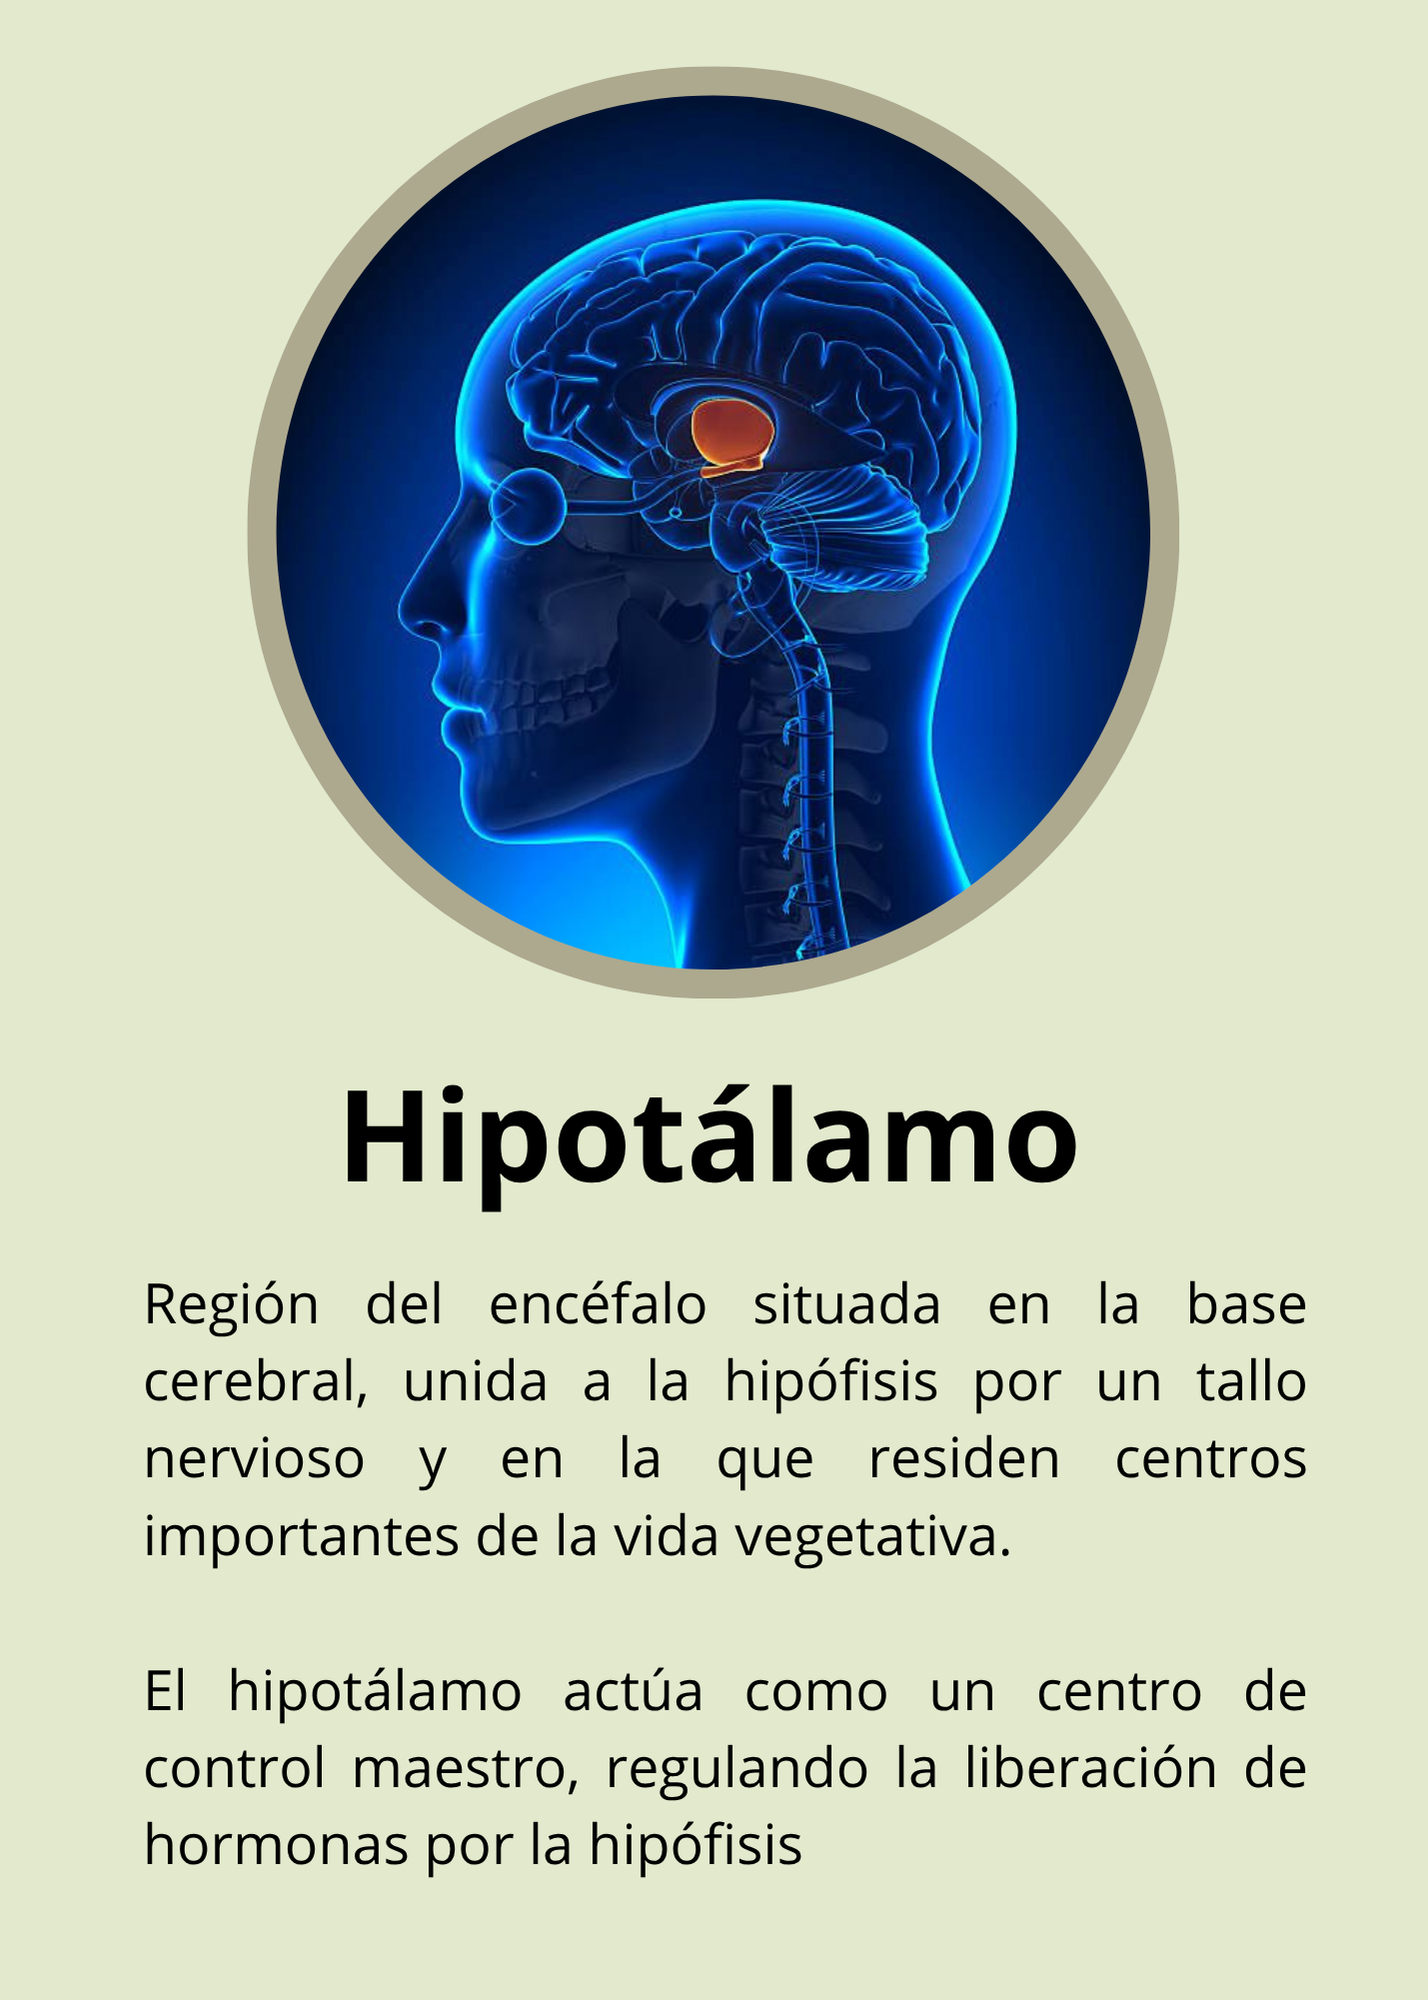 Hipotálamo
Región del encéfalo situada en la base
cerebral, unida a la hipófisis por un tallo
nervioso y en la que residen centros
importantes de la vida vegetativa.
El hipotálamo actúa como un centro de
control maestro, regulando la liberación de
hormonas por la hipófisis